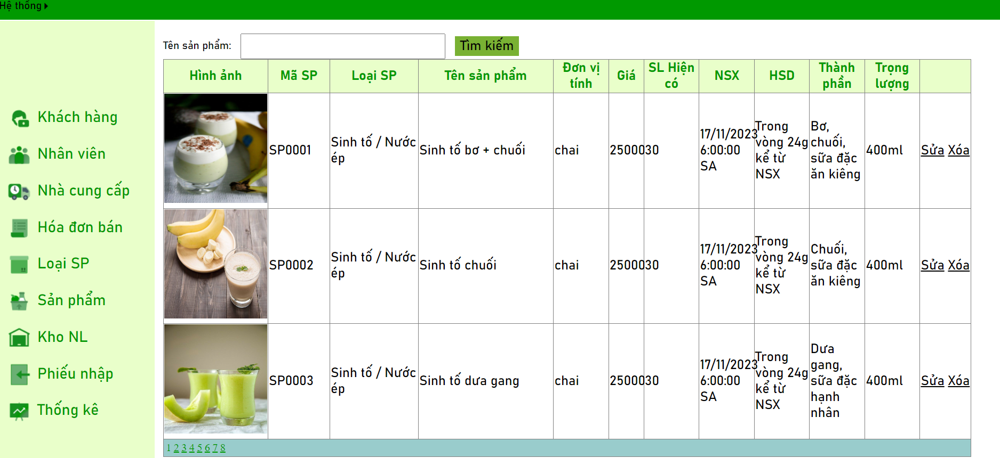 Hệ thống
Tên sản phẩm:
Tìm kiếm
Khách hàng
Nhân viên
Nhà cung cấp
Hóa đơn bán
Loại SP
Sản phẩm
Kho NL
Phiếu nhập
Thống kê
Hình ảnh
Mã SP
Loại SP
Tên sản phẩm
Đơn vị
tính
Giá
SL Hiện
có
NSX
HSD
Thành
phần
Trọng
lượng
SP0001
Sinh tố / Nước
ép
Sinh tố bơ + chuối
chai
25000
30
17/11/2023
6:00:00
SA
Trong
vòng 24g
kể từ
NSX
Bơ,
chuối,
sữa đặc
ăn kiêng
400ml
Sửa Xóa
SP0002
Sinh tố / Nước
ép
Sinh tố chuối
chai
25000
30
17/11/2023
6:00:00
SA
Trong
vòng 24g
kể từ
NSX
Chuối,
sữa đặc
ăn kiêng
400ml
Sửa Xóa
SP0003
Sinh tố / Nước
ép
Sinh tố dưa gang
chai
25000
30
17/11/2023
6:00:00
SA
Trong
vòng 24g
kể từ
NSX
Dưa
gang,
sữa đặc
hạnh
nhân
400ml
Sửa Xóa
1 2 3 4 5 6 7 8